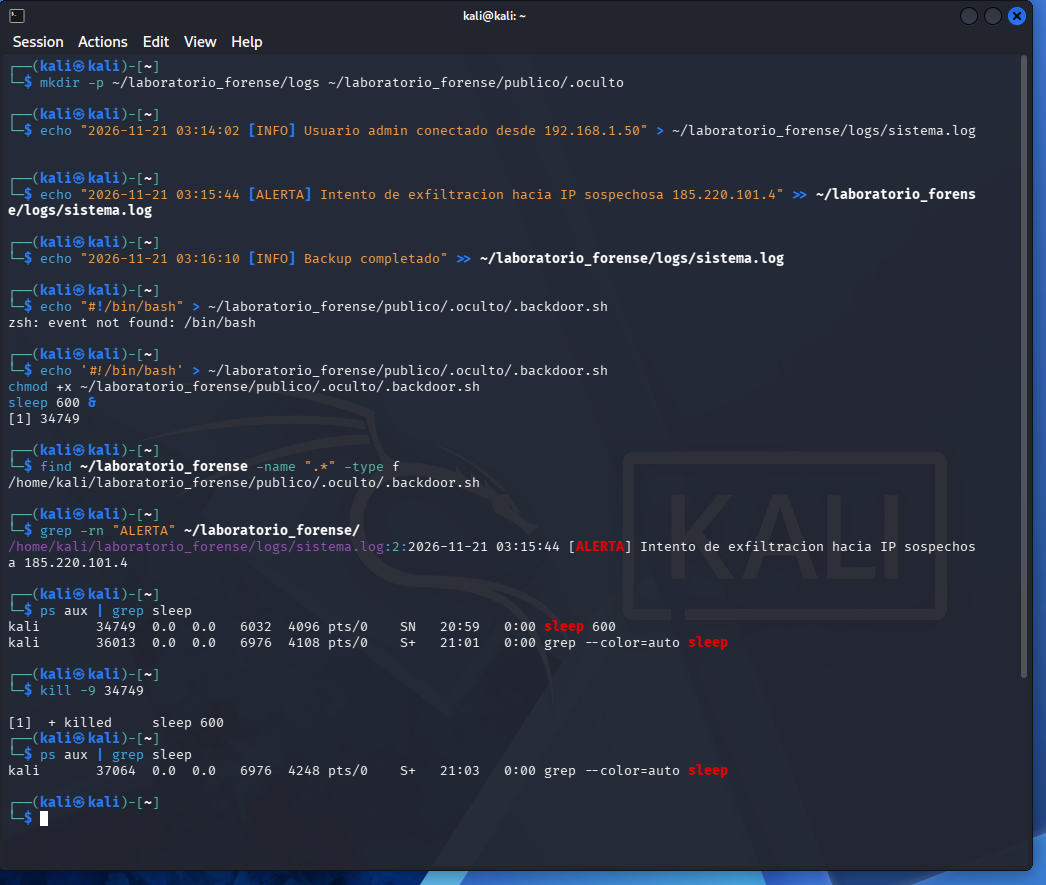 kali@kali: ~
Session Actions Edit View Help
┌──(kali㉿kali)-[~]
└─$ mkdir -p ~/laboratorio_forense/logs ~/laboratorio_forense/publico/.oculto
┌──(kali㉿kali)-[~]
└─$ echo "2026-11-21 03:14:02 [INFO] Usuario admin conectado desde 192.168.1.50" > ~/laboratorio_forense/logs/sistema.log
┌──(kali㉿kali)-[~]
└─$ echo "2026-11-21 03:15:44 [ALERTA] Intento de exfiltracion hacia IP sospechosa 185.220.101.4" >> ~/laboratorio_forens
e/logs/sistema.log
┌──(kali㉿kali)-[~]
└─$ echo "2026-11-21 03:16:10 [INFO] Backup completado" >> ~/laboratorio_forense/logs/sistema.log
┌──(kali㉿kali)-[~]
└─$ echo "#!/bin/bash" > ~/laboratorio_forense/publico/.oculto/.backdoor.sh
zsh: event not found: /bin/bash
┌──(kali㉿kali)-[~]
└─$ echo '#!/bin/bash' > ~/laboratorio_forense/publico/.oculto/.backdoor.sh
chmod +x ~/laboratorio_forense/publico/.oculto/.backdoor.sh
sleep 600 &
[1] 34749
┌──(kali㉿kali)-[~]
└─$ find ~/laboratorio_forense -name ".*" -type f
/home/kali/laboratorio_forense/publico/.oculto/.backdoor.sh
┌──(kali㉿kali)-[~]
└─$ grep -rn "ALERTA" ~/laboratorio_forense/
/home/kali/laboratorio_forense/logs/sistema.log:2:2026-11-21 03:15:44 [ALERTA] Intento de exfiltracion hacia IP sospechos
a 185.220.101.4
┌──(kali㉿kali)-[~]
└─$ ps aux | grep sleep
kali 34749 0.0 0.0 6032 4096 pts/0 SN 20:59 0:00 sleep 600
kali 36013 0.0 0.0 6976 4108 pts/0 S+ 21:01 0:00 grep --color=auto sleep
┌──(kali㉿kali)-[~]
└─$ kill -9 34749
[1] + killed sleep 600
┌──(kali㉿kali)-[~]
└─$ ps aux | grep sleep
kali 37064 0.0 0.0 6976 4248 pts/0 S+ 21:03 0:00 grep --color=auto sleep
┌──(kali㉿kali)-[~]
└─$
KALI